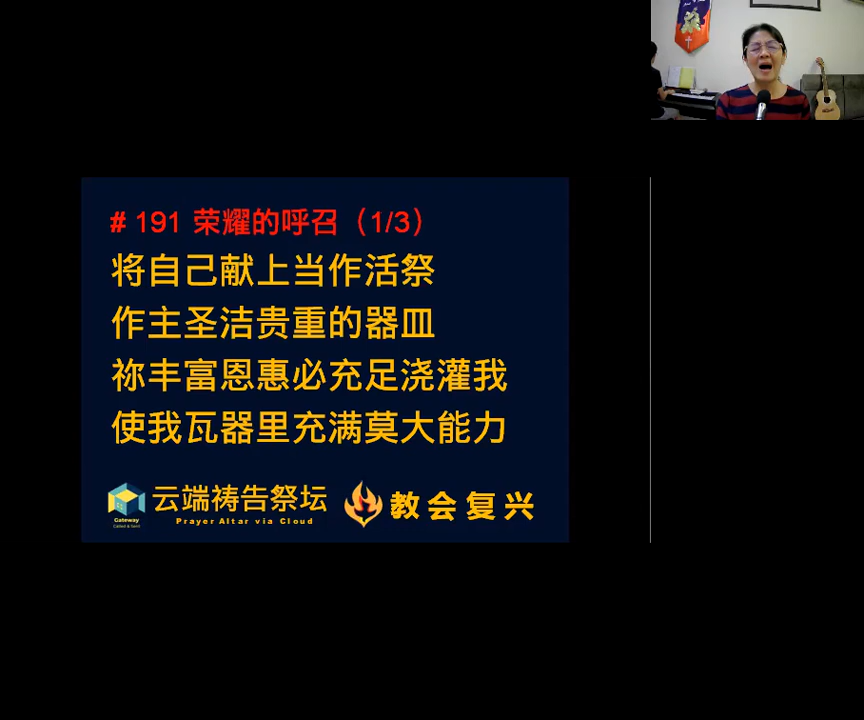 # 191 荣耀的呼召（1/3）
将自己献上当作活祭
作主圣洁贵重的器皿
祢丰富恩惠必充足浇灌我
使我瓦器里充满莫大能力
云端祷告祭坛
Prayer Altar via Cloud
Gateway
Called & Sent
教会复兴